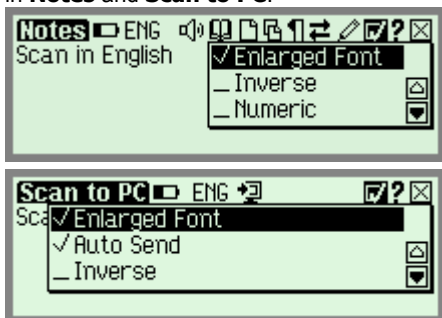 in Notes and Scan to PC.
Notes ENG ¶ ?
Scan in English
✓ Enlarged Font
_ Inverse
_ Numeric
Scan to PC ENG ?
Sca
✓ Enlarged Font
✓ Auto Send
_ Inverse